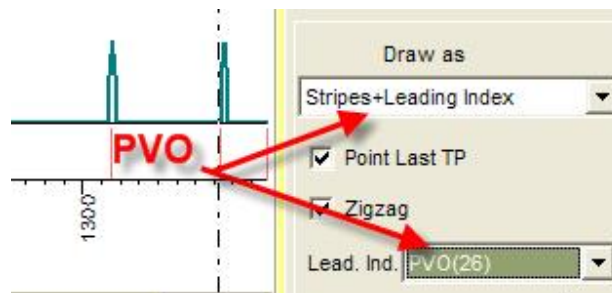 Draw as
Stripes+Leading Index
PVO
Point Last TP
Zigzag
1300
Lead. Ind. PVO(26)